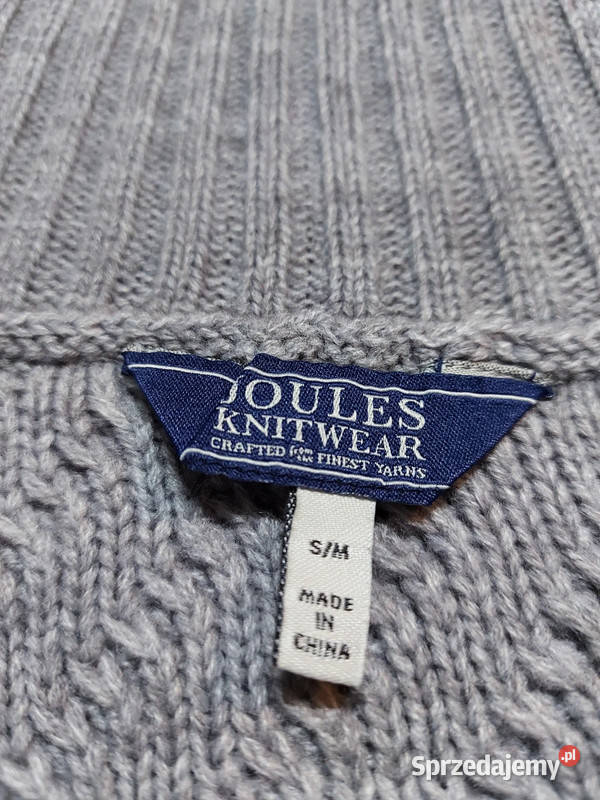 JOULES
KNITWEAR
CRAFTED from the FINEST YARNS
S/M
MADE
IN
CHINA
Sprzedajemy.pl